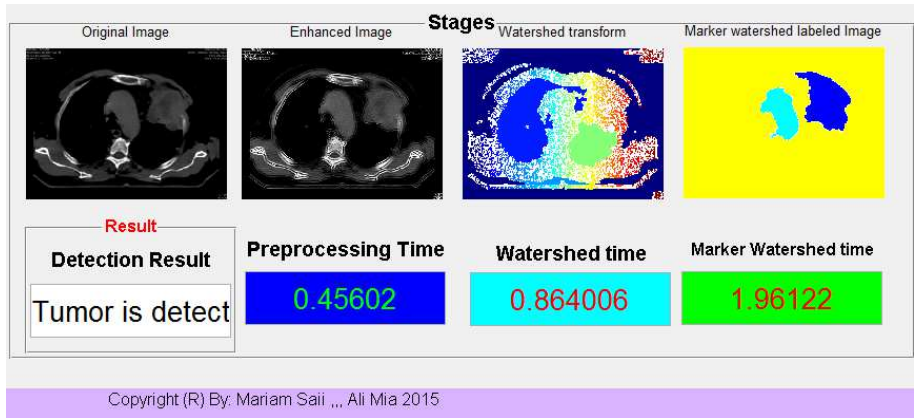 Stages
Original Image
Enhanced Image
Watershed transform
Marker watershed labeled Image
Result
Detection Result
Tumor is detect
Preprocessing Time
0.45602
Watershed time
0.864006
Marker Watershed time
1.96122
Copyright (R) By: Mariam Saii ,,, Ali Mia 2015